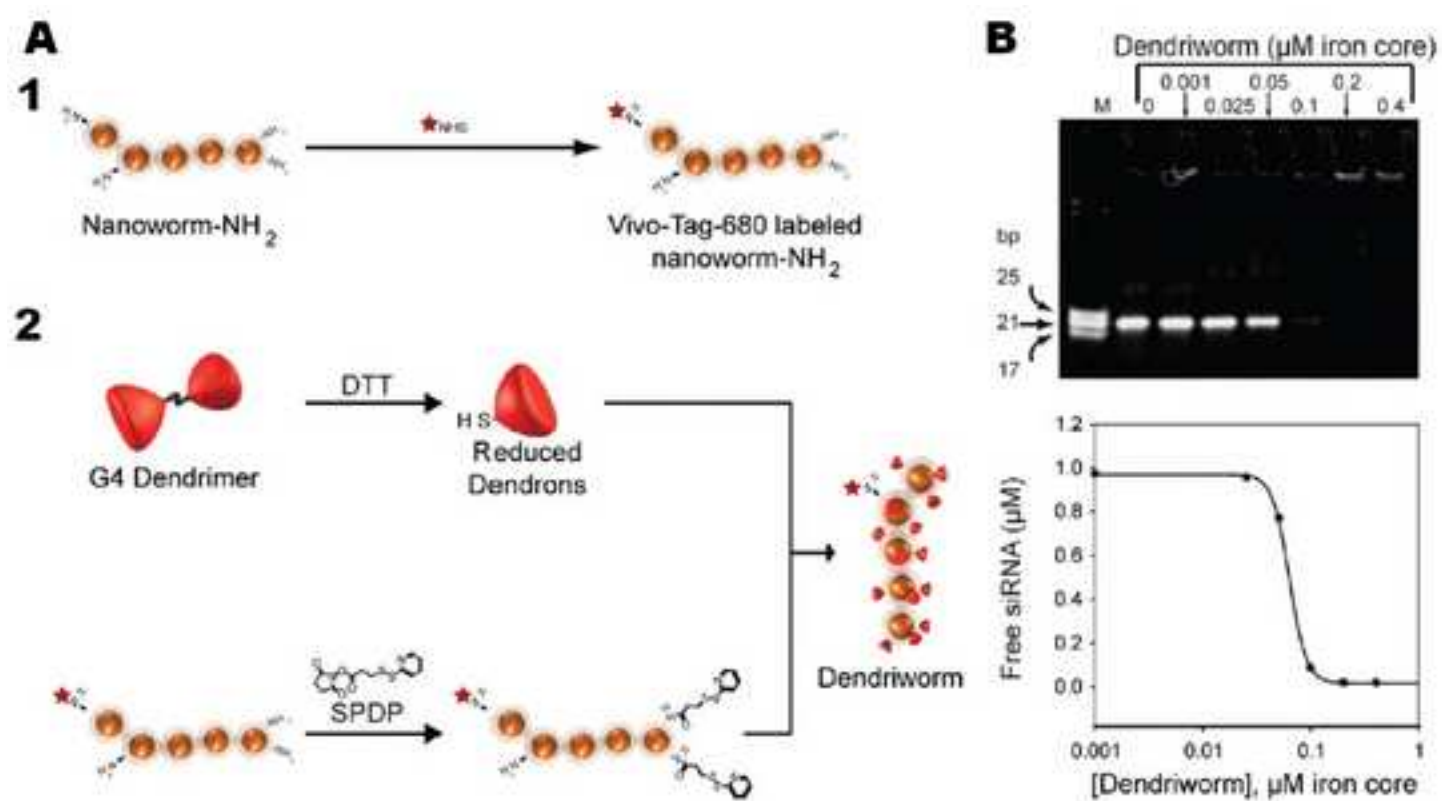 A
1
NHS
Nanoworm-NH2
Vivo-Tag-680 labeled
nanoworm-NH2
2
DTT
HS
G4 Dendrimer
Reduced
Dendrons
SPDP
Dendriworm
B
Dendriworm (µM iron core)
0.001 0.05 0.2
M 0 0.025 0.1 0.4
bp
25
21
17
1.2
1.0
0.8
0.6
0.4
0.2
0.0
Free siRNA (µM)
0.001 0.01 0.1 1
[Dendriworm], µM iron core